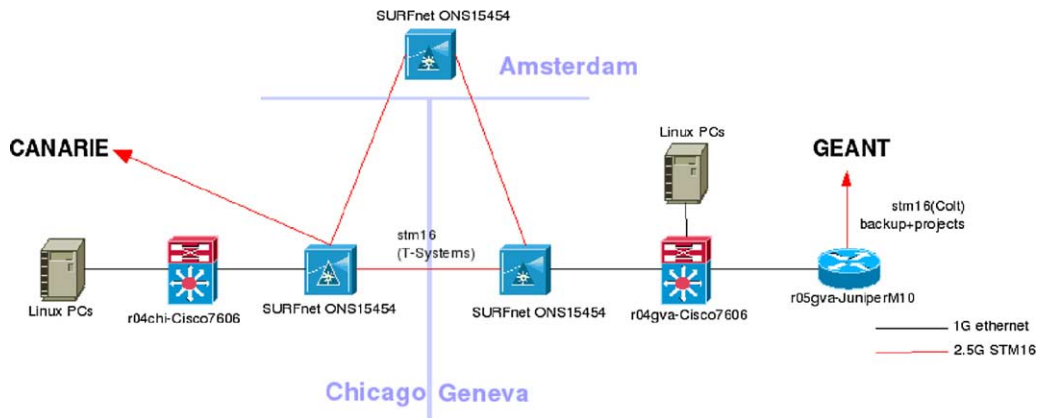 SURFnet ONS15454
Amsterdam
Linux PCs
CANARIE
GEANT
stm16(Colt)
backup+projects
stm16
(T-Systems)
Linux PCs
r04chi-Cisco7606
SURFnet ONS15454
SURFnet ONS15454
r04gva-Cisco7606
r05gva-JuniperM10
1G ethernet
2.5G STM16
Chicago
Geneva